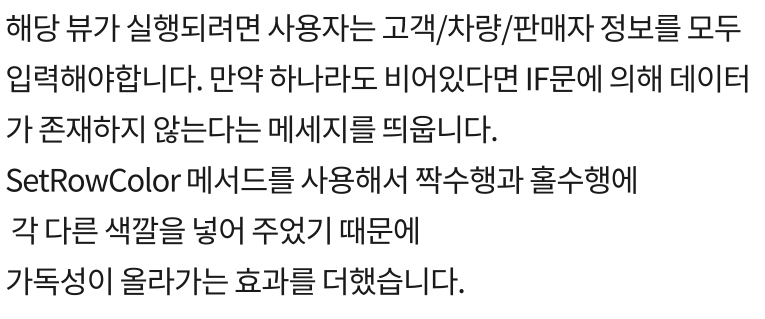 해당 뷰가 실행되려면 사용자는 고객/차량/판매자 정보를 모두
입력해야합니다. 만약 하나라도 비어있다면 IF문에 의해 데이터
가 존재하지 않는다는 메세지를 띄웁니다.
SetRowColor 메서드를 사용해서 짝수행과 홀수행에
각 다른 색깔을 넣어 주었기 때문에
가독성이 올라가는 효과를 더했습니다.